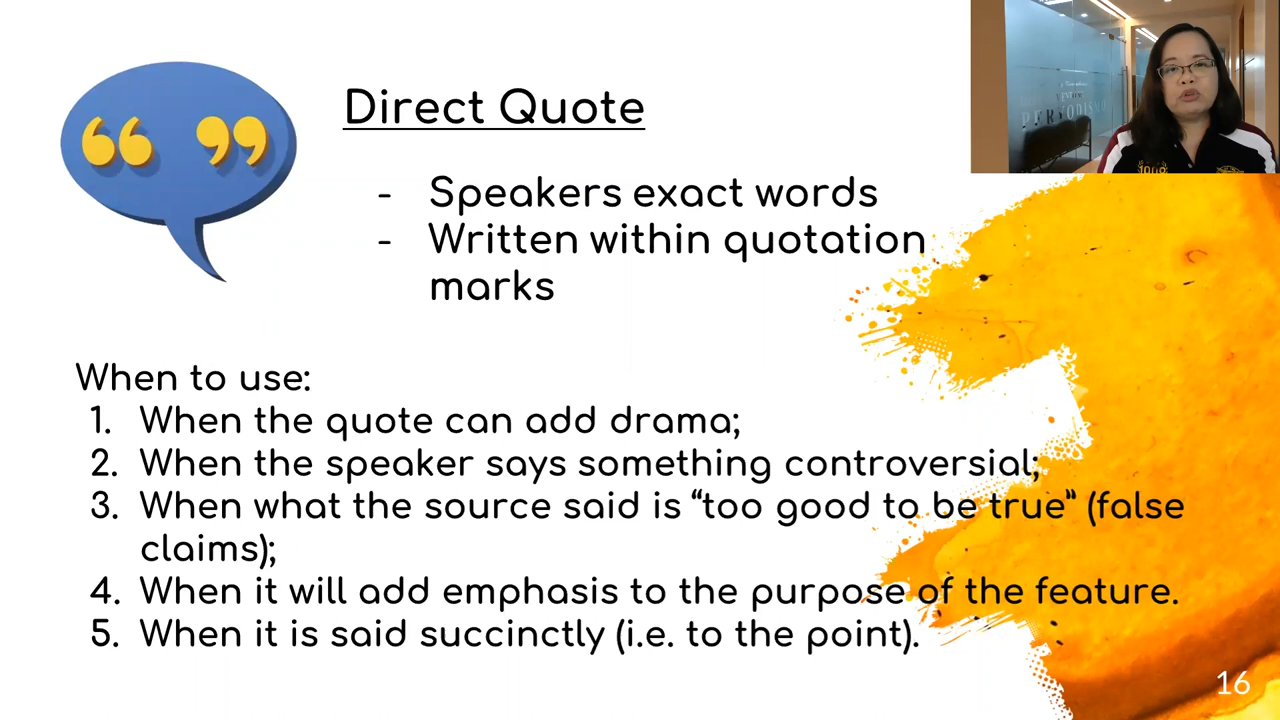 Direct Quote
- Speakers exact words
- Written within quotation
marks
When to use:
1. When the quote can add drama;
2. When the speaker says something controversial;
3. When what the source said is “too good to be true” (false
claims);
4. When it will add emphasis to the purpose of the feature.
5. When it is said succinctly (i.e. to the point).
16